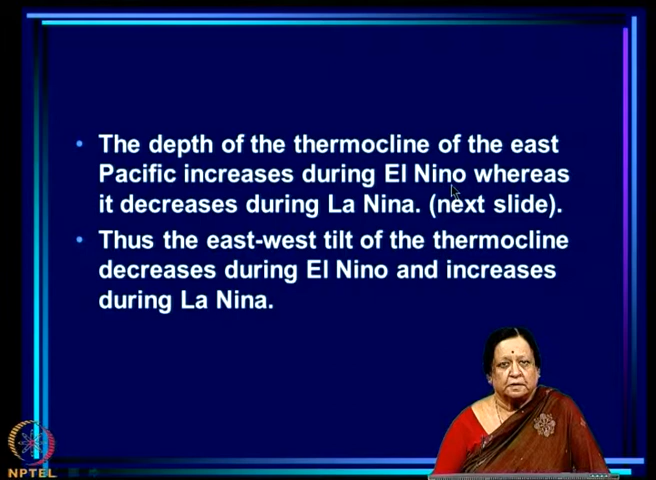 • The depth of the thermocline of the east
Pacific increases during El Nino whereas
it decreases during La Nina. (next slide).
• Thus the east-west tilt of the thermocline
decreases during El Nino and increases
during La Nina.
NPTEL